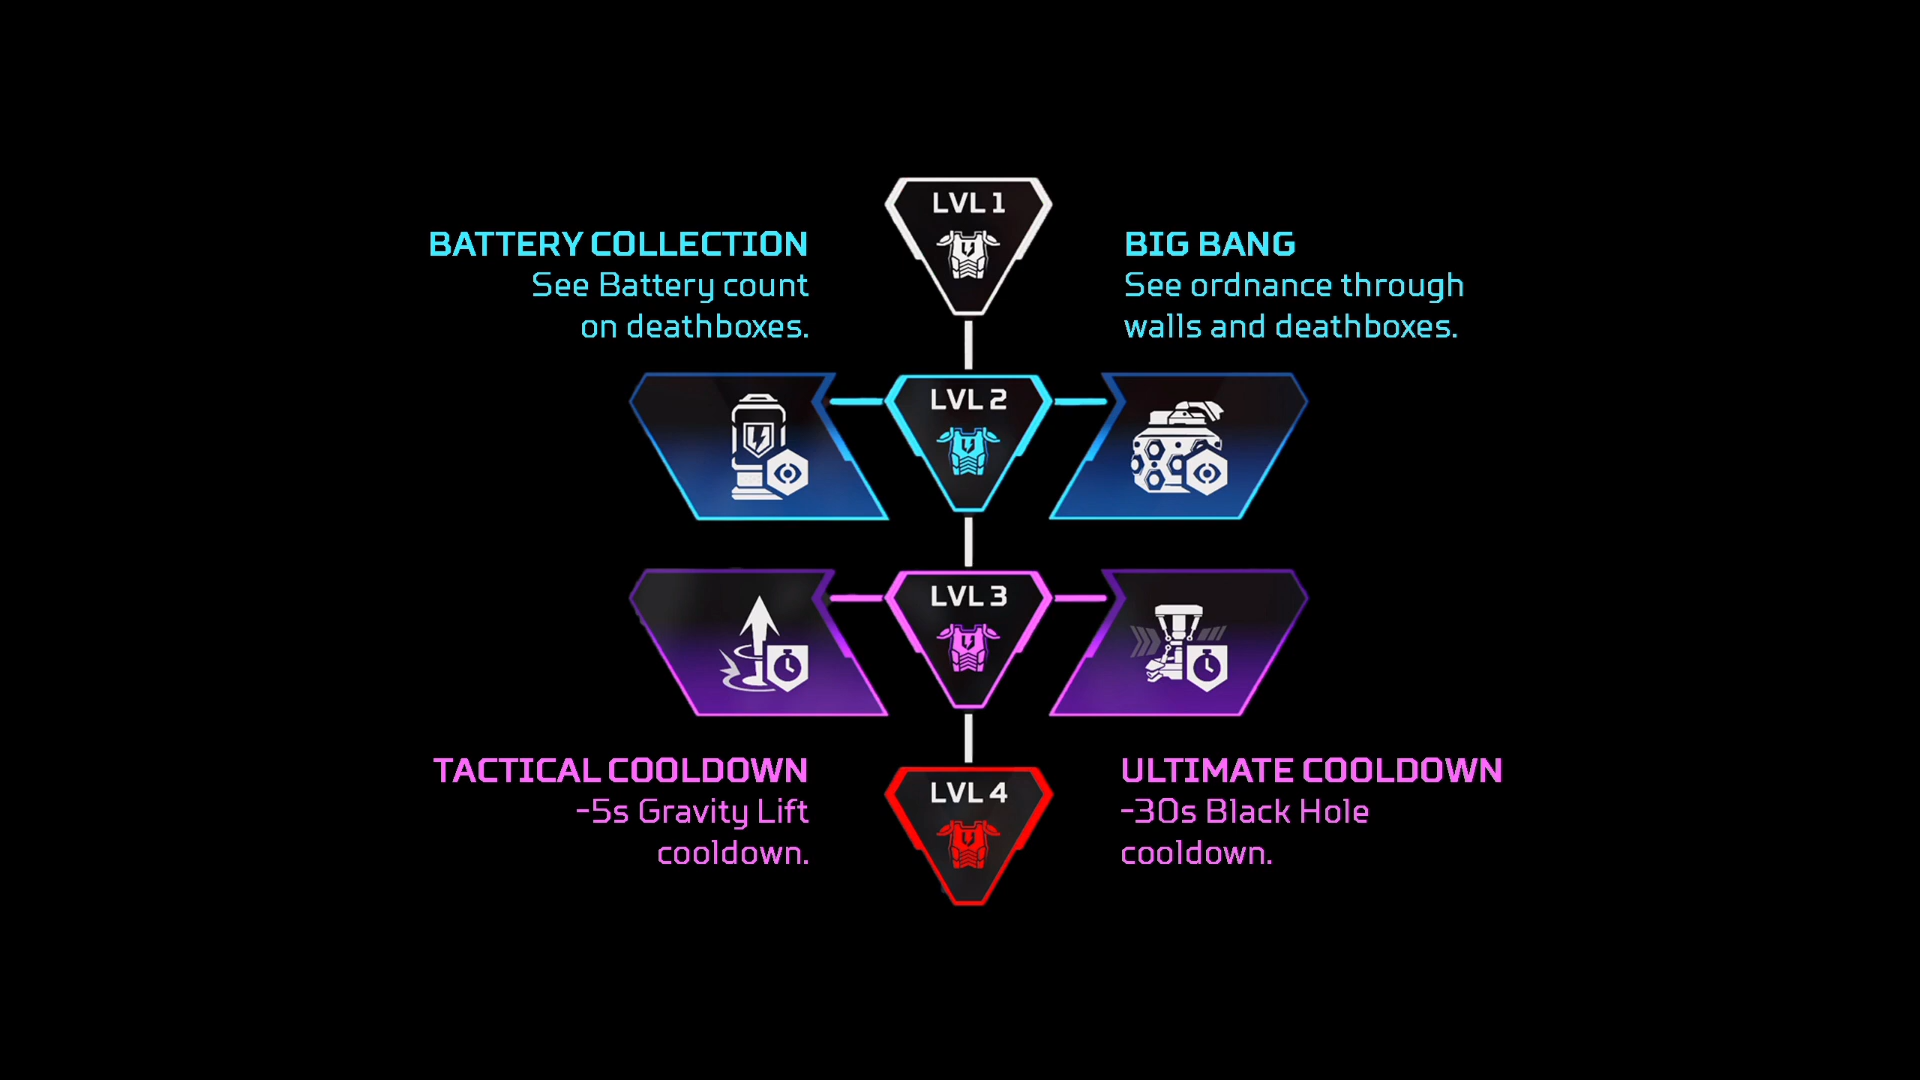 LVL 1
BATTERY COLLECTION
See Battery count
on deathboxes.
BIG BANG
See ordnance through
walls and deathboxes.
LVL 2
LVL 3
TACTICAL COOLDOWN
-5s Gravity Lift
cooldown.
ULTIMATE COOLDOWN
-30s Black Hole
cooldown.
LVL 4